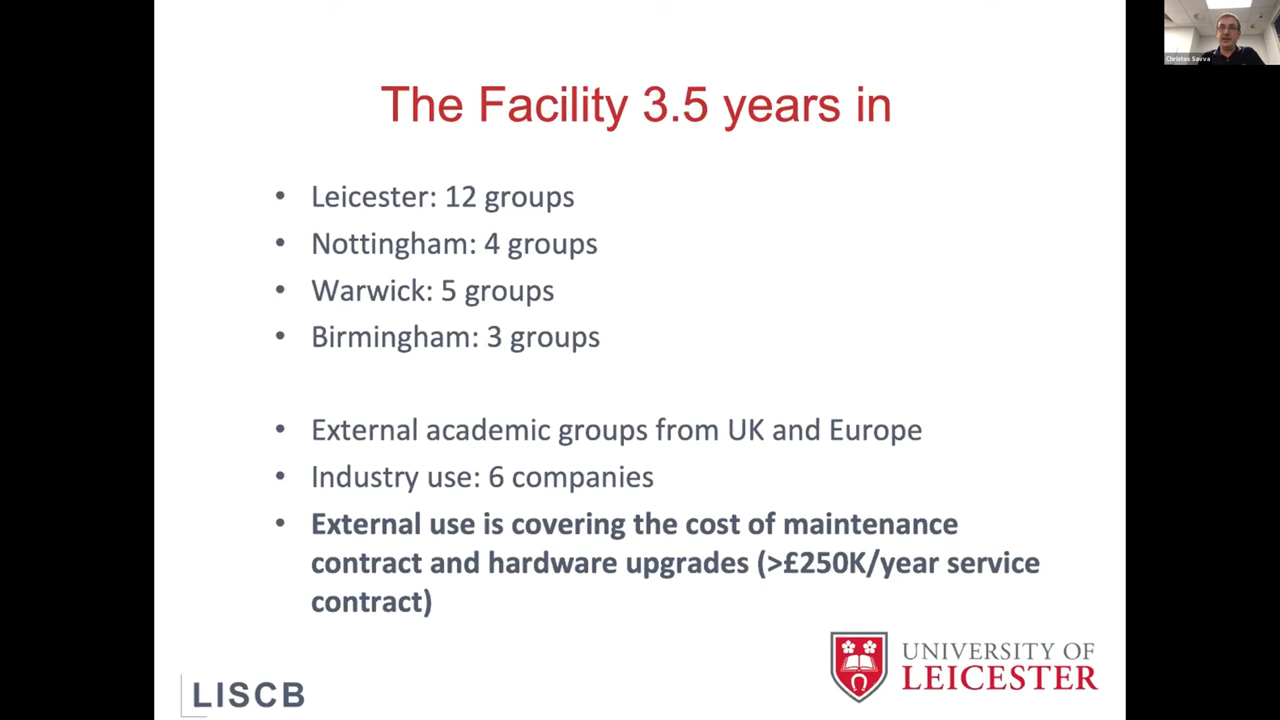 Christos Savva
The Facility 3.5 years in
• Leicester: 12 groups
• Nottingham: 4 groups
• Warwick: 5 groups
• Birmingham: 3 groups
• External academic groups from UK and Europe
• Industry use: 6 companies
• External use is covering the cost of maintenance
contract and hardware upgrades (>£250K/year service
contract)
LISCB
UNIVERSITY OF
LEICESTER